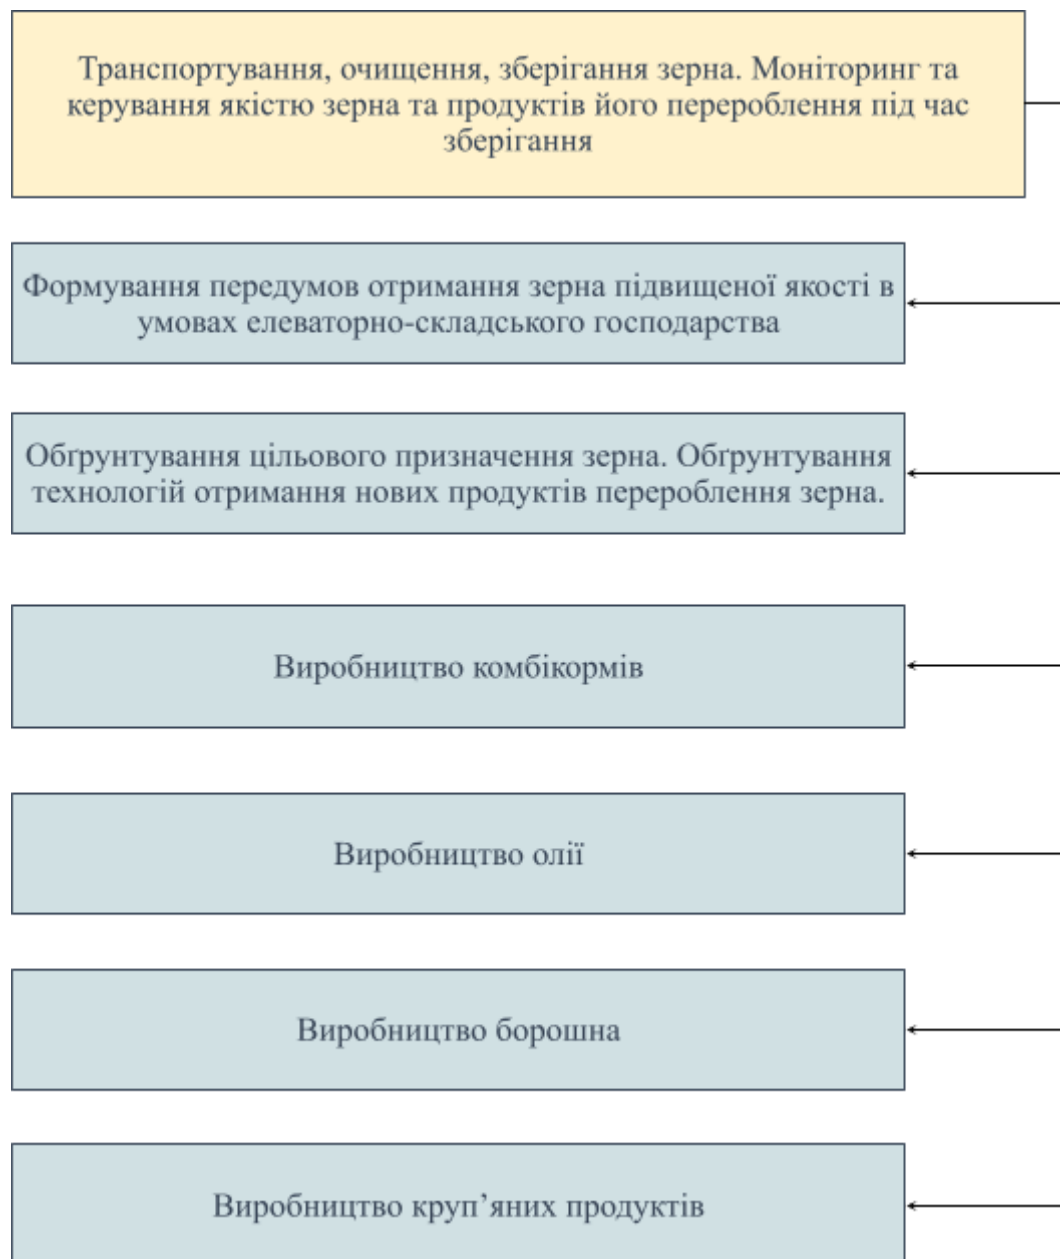 Транспортування, очищення, зберігання зерна. Моніторинг та
керування якістю зерна та продуктів його перероблення під час
зберігання
Формування передумов отримання зерна підвищеної якості в
умовах елеваторно-складського господарства
Обґрунтування цільового призначення зерна. Обґрунтування
технологій отримання нових продуктів перероблення зерна.
Виробництво комбікормів
Виробництво олії
Виробництво борошна
Виробництво круп’яних продуктів